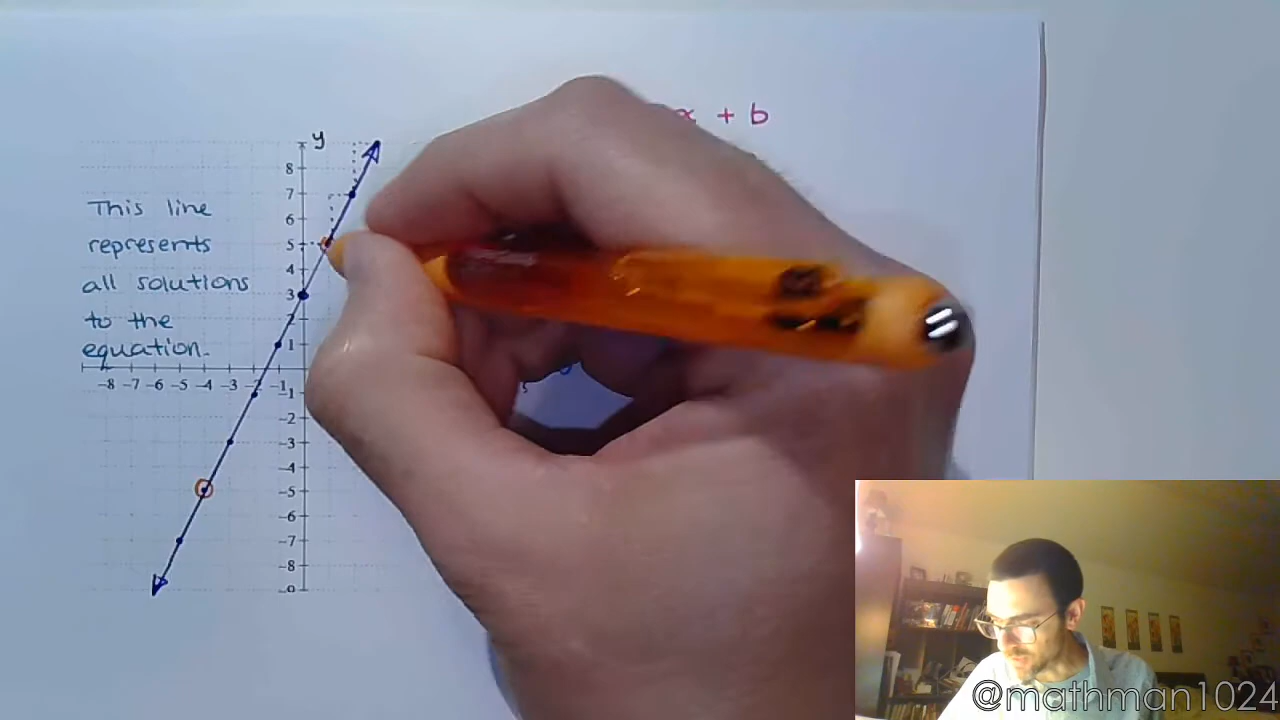 x + b
y
8
7
6
5
4
3
2
1
-8 -7 -6 -5 -4 -3 -2 -1
-1
-2
-3
-4
-5
-6
-7
-8
-9
This line
represents
all solutions
to the
equation.
@mathman1024